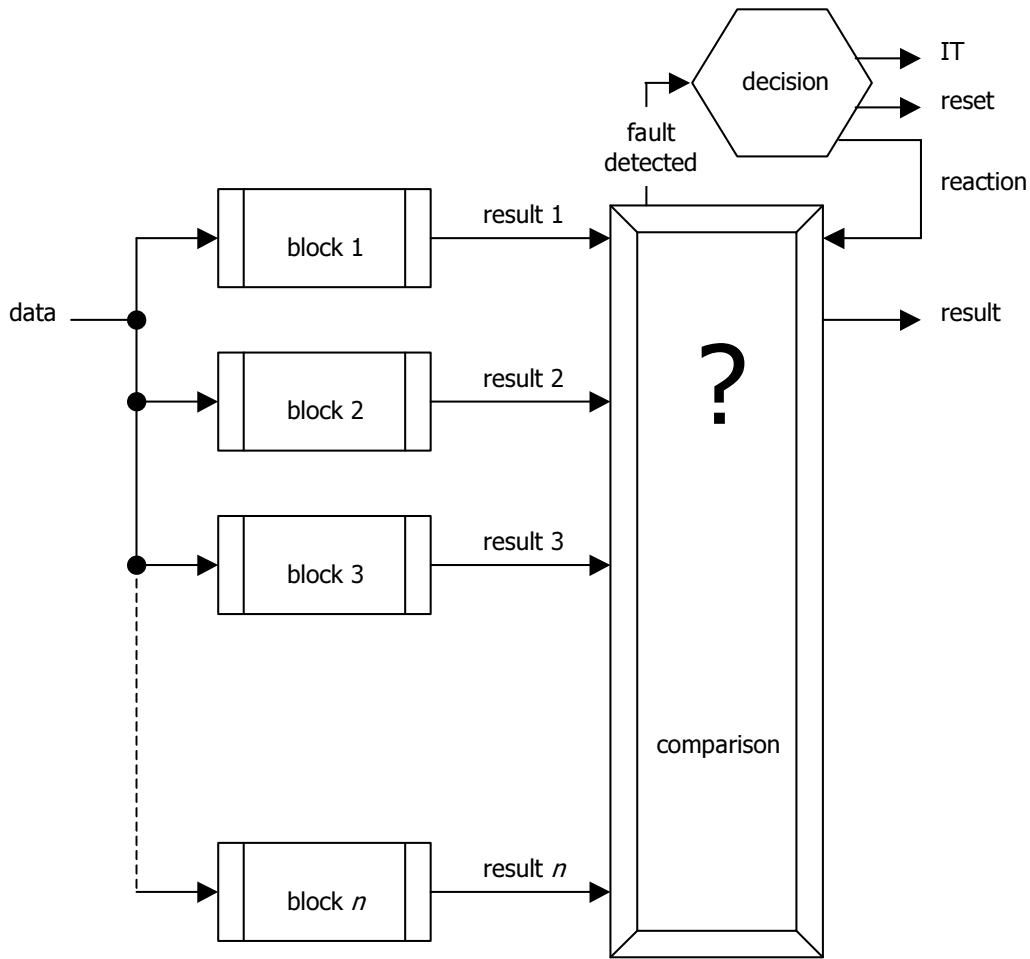 IT
decision
reset
fault
detected
reaction
result 1
block 1
data
result
?
result 2
block 2
result 3
block 3
comparison
result n
block n